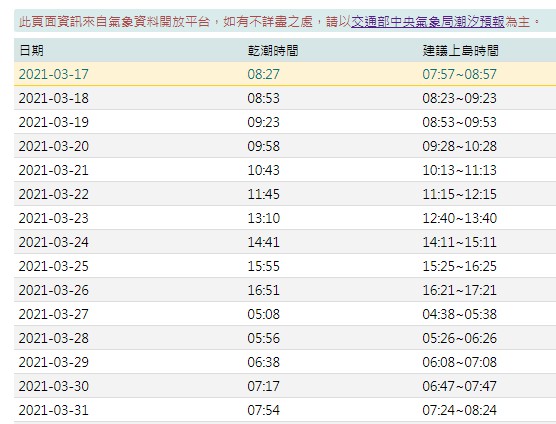 此頁面資訊來自氣象資料開放平台，如有不詳盡之處，請以交通部中央氣象局潮汐預報為主。
日期 乾潮時間 建議上島時間
2021-03-17 08:27 07:57~08:57
2021-03-18 08:53 08:23~09:23
2021-03-19 09:23 08:53~09:53
2021-03-20 09:58 09:28~10:28
2021-03-21 10:43 10:13~11:13
2021-03-22 11:45 11:15~12:15
2021-03-23 13:10 12:40~13:40
2021-03-24 14:41 14:11~15:11
2021-03-25 15:55 15:25~16:25
2021-03-26 16:51 16:21~17:21
2021-03-27 05:08 04:38~05:38
2021-03-28 05:56 05:26~06:26
2021-03-29 06:38 06:08~07:08
2021-03-30 07:17 06:47~07:47
2021-03-31 07:54 07:24~08:24